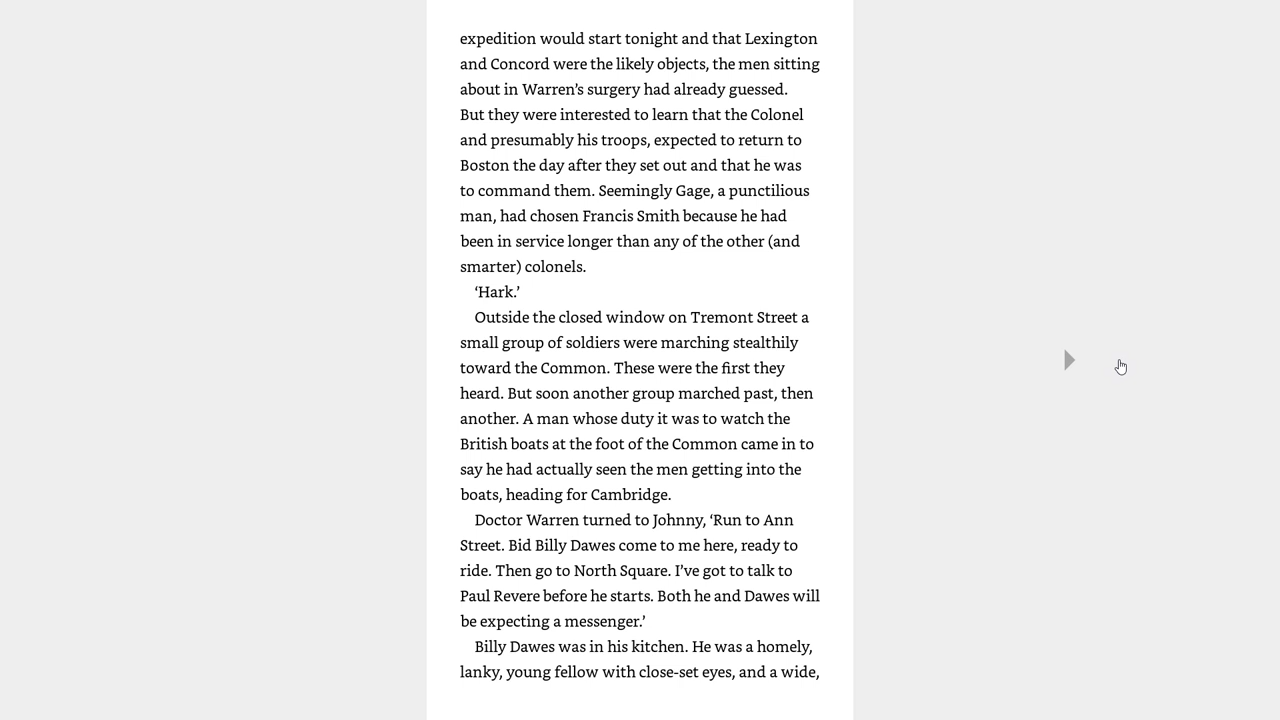 expedition would start tonight and that Lexington
and Concord were the likely objects, the men sitting
about in Warren’s surgery had already guessed.
But they were interested to learn that the Colonel
and presumably his troops, expected to return to
Boston the day after they set out and that he was
to command them. Seemingly Gage, a punctilious
man, had chosen Francis Smith because he had
been in service longer than any of the other (and
smarter) colonels.
‘Hark.’
Outside the closed window on Tremont Street a
small group of soldiers were marching stealthily
toward the Common. These were the first they
heard. But soon another group marched past, then
another. A man whose duty it was to watch the
British boats at the foot of the Common came in to
say he had actually seen the men getting into the
boats, heading for Cambridge.
Doctor Warren turned to Johnny, ‘Run to Ann
Street. Bid Billy Dawes come to me here, ready to
ride. Then go to North Square. I’ve got to talk to
Paul Revere before he starts. Both he and Dawes will
be expecting a messenger.’
Billy Dawes was in his kitchen. He was a homely,
lanky, young fellow with close-set eyes, and a wide,